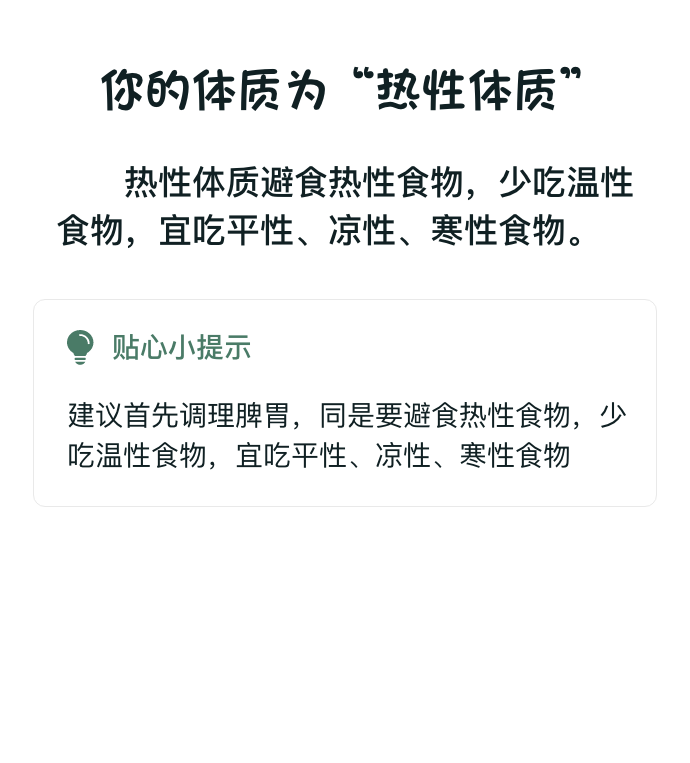 你的体质为“热性体质”
热性体质避食热性食物，少吃温性
食物，宜吃平性、凉性、寒性食物。
贴心小提示
建议首先调理脾胃，同是要避食热性食物，少
吃温性食物，宜吃平性、凉性、寒性食物